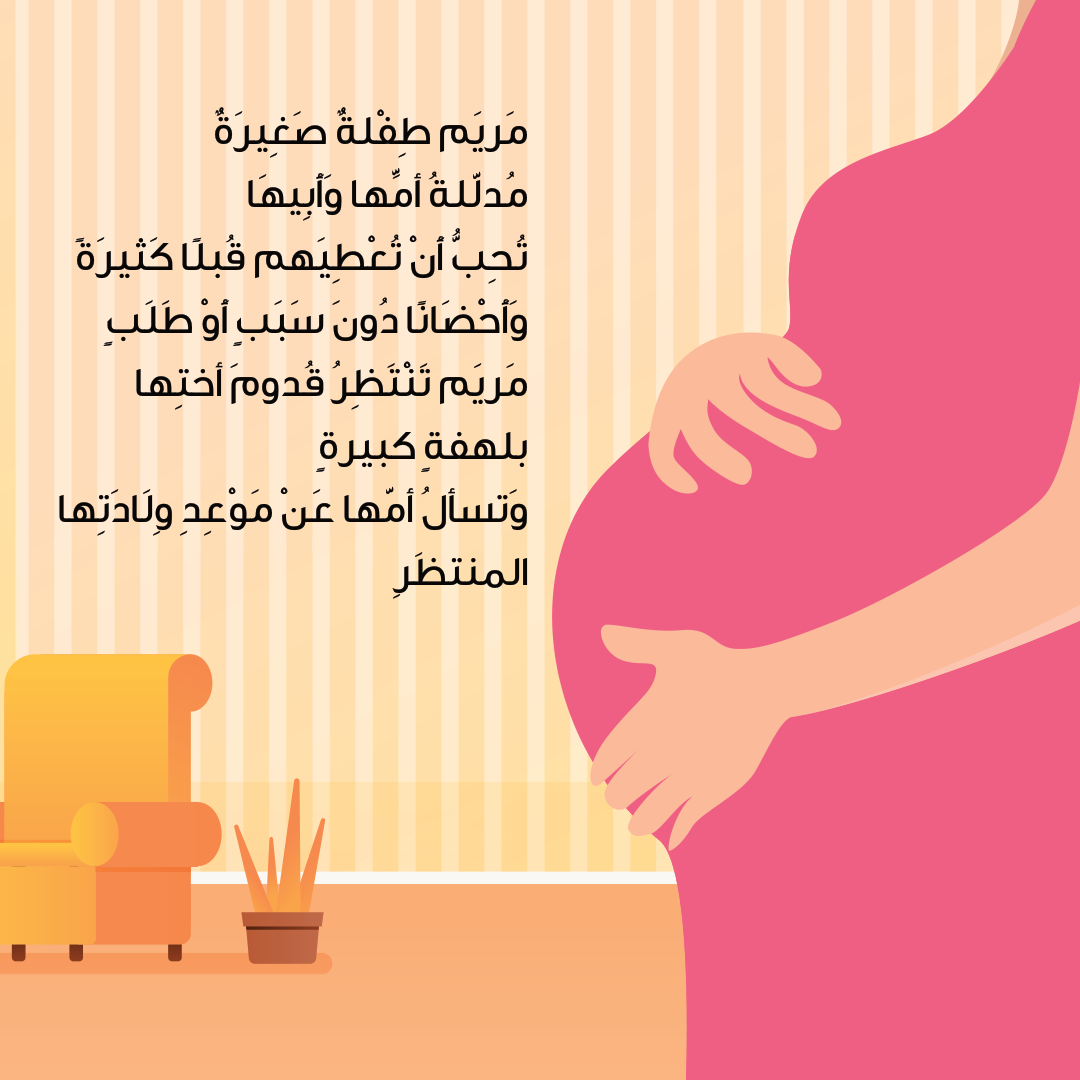 مَريَم طِفْلةٌ صَغِيرَةٌ
مُدلّلةُ أمِّها وَأبِيهَا
تُحِبُّ أنْ تُعْطِيَهم قُبلًا كَثيرَةً
وَأحْضَانًا دُونَ سَبَبٍ أوْ طَلَبٍ
مَريَم تَنْتَظِرُ قُدومَ أختِها
بلهفةٍ كبيرةٍ
وَتسألُ أمّها عَنْ مَوْعِدِ وِلَادَتِها
المنتظَرِ